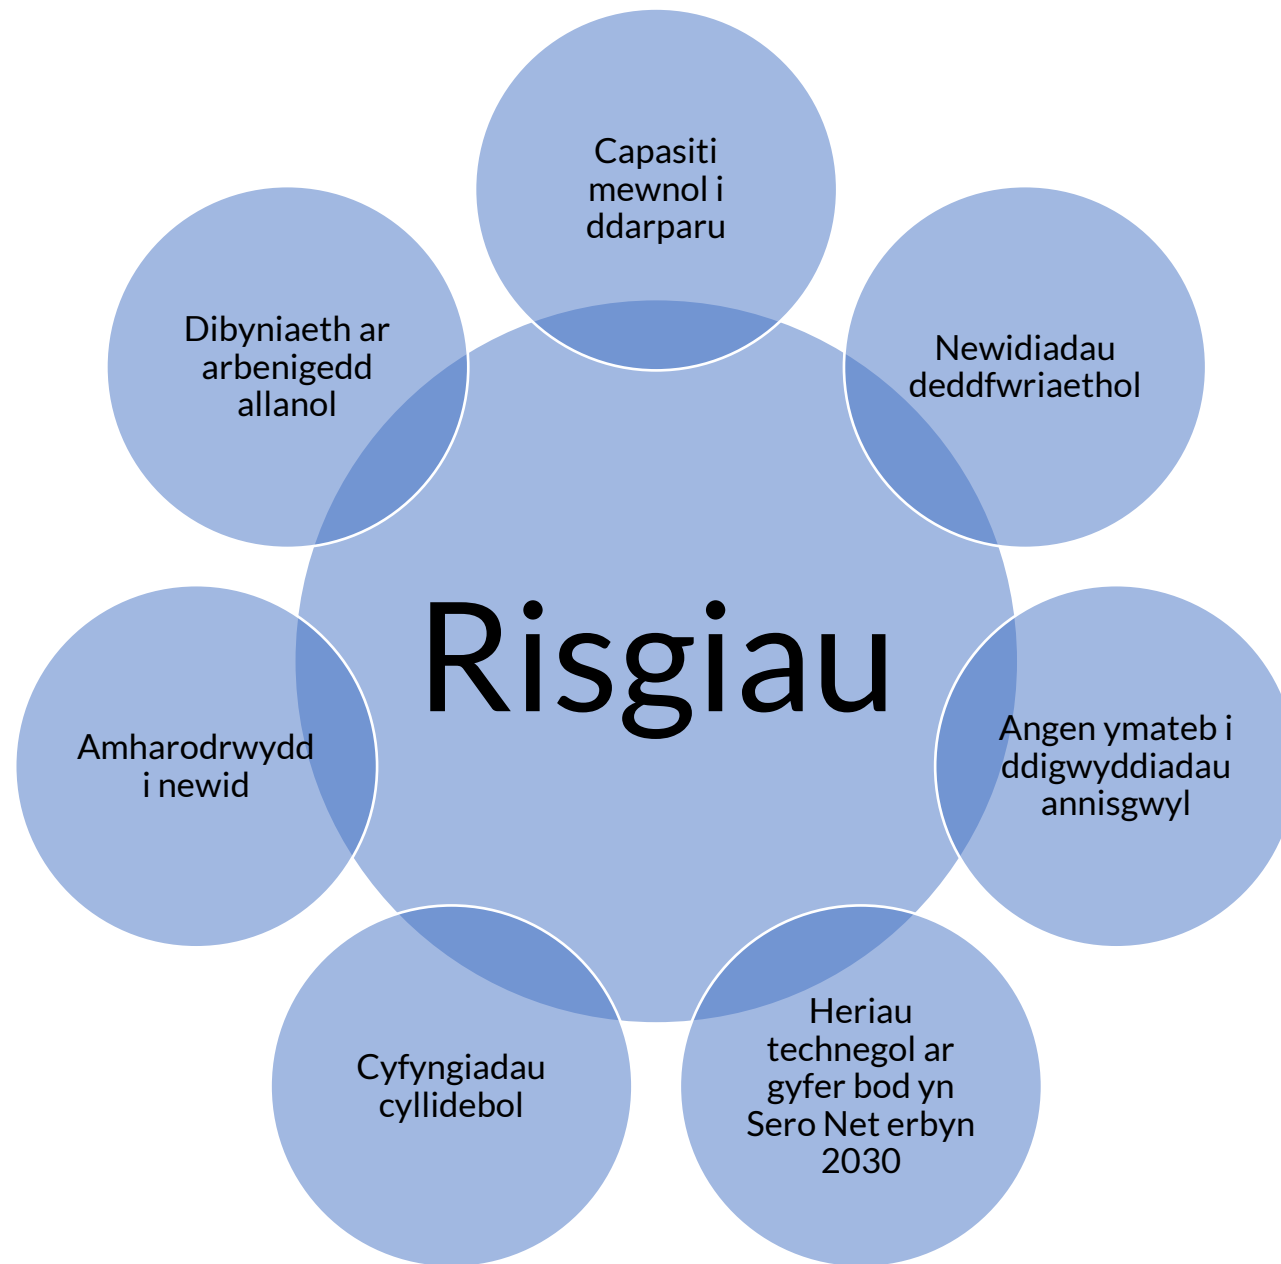 Capasiti
mewnol i
ddarparu
Newidiadau
deddfwriaethol
Angen ymateb i
ddigwyddiadau
annisgwyl
Heriau
technegol ar
gyfer bod yn
Sero Net erbyn
2030
Cyfyngiadau
cyllidebol
Amharodrwydd
i newid
Dibyniaeth ar
arbenigedd
allanol
Risgiau